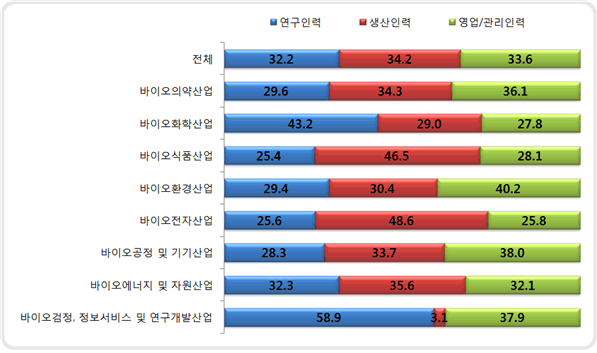 연구인력 생산인력 영업/관리인력
전체 32.2 34.2 33.6
바이오의약산업 29.6 34.3 36.1
바이오화학산업 43.2 29.0 27.8
바이오식품산업 25.4 46.5 28.1
바이오환경산업 29.4 30.4 40.2
바이오전자산업 25.6 48.6 25.8
바이오공정 및 기기산업 28.3 33.7 38.0
바이오에너지 및 자원산업 32.3 35.6 32.1
바이오검정, 정보서비스 및 연구개발산업 58.9 3.1 37.9